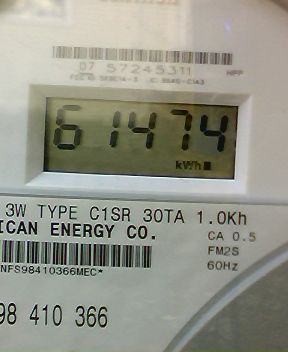 07 57245311
61474
kWh
3W TYPE C1SR 30TA 1.0Kh
ICAN ENERGY CO.
CA 0.5
FM2S
60Hz
NFS98410366MEC*
98 410 366